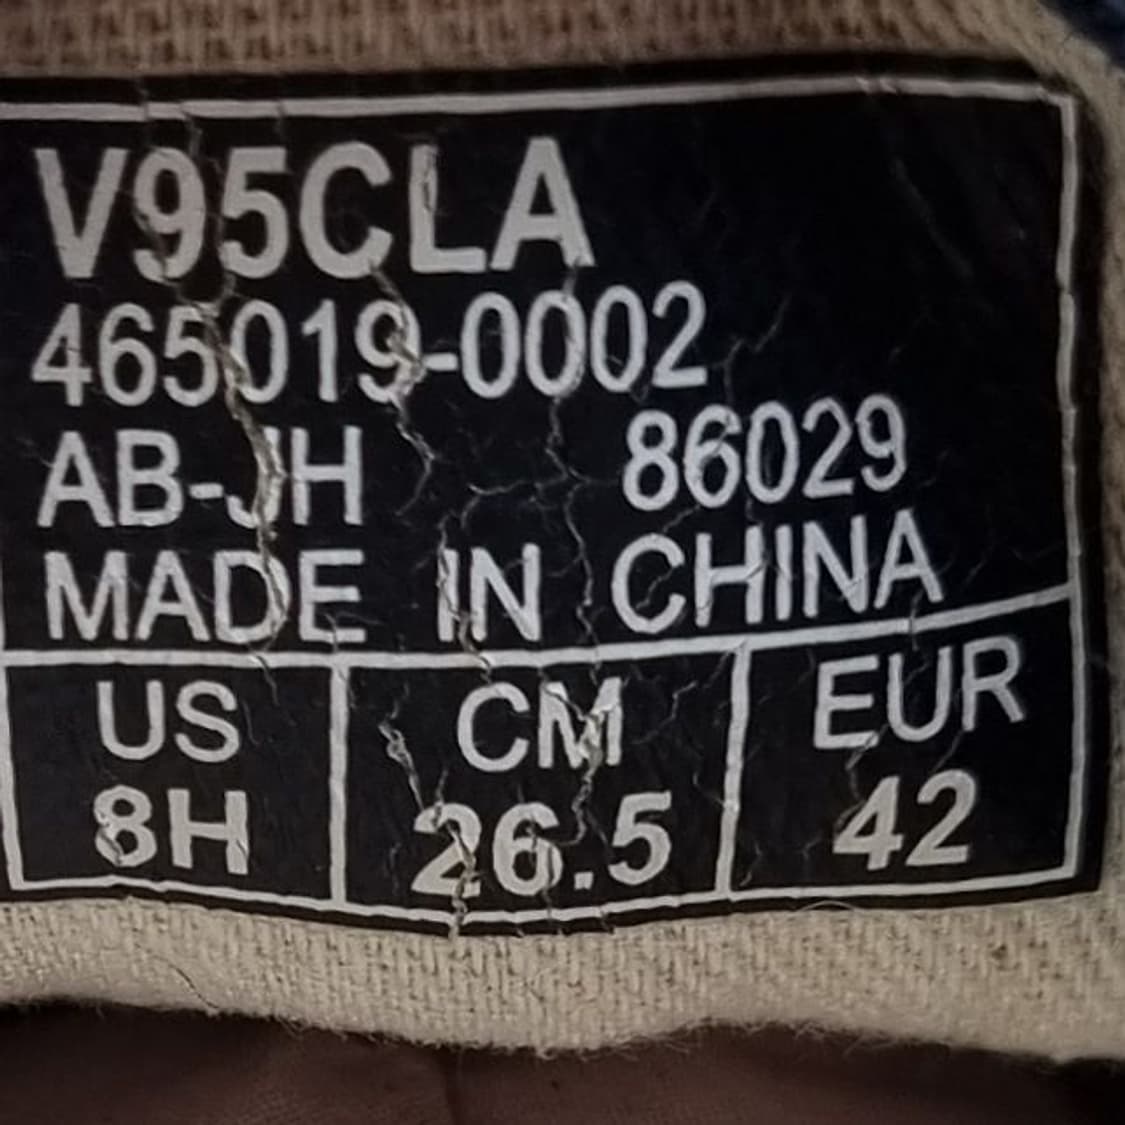 V95CLA
465019-0002
AB-JH 86029
MADE IN CHINA
US CM EUR
8H 26.5 42